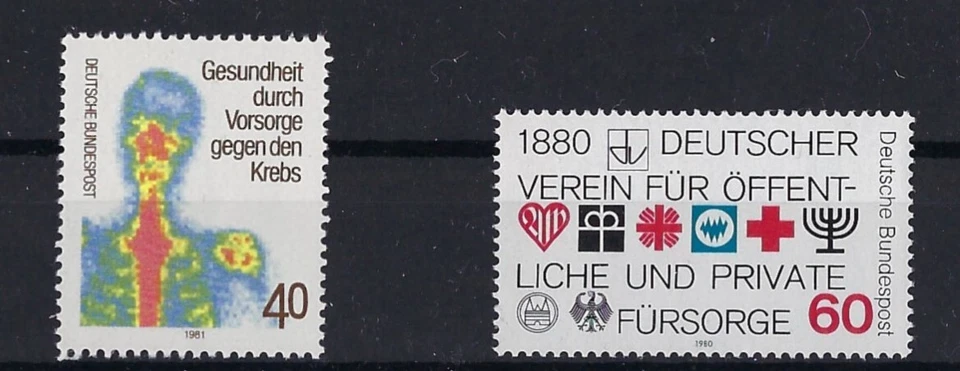 DEUTSCHE BUNDESPOST
Gesundheit
durch
Vorsorge
gegen den
Krebs
40
1981
1880 DEUTSCHER
VEREIN FÜR ÖFFENT-
LICHE UND PRIVATE
FÜRSORGE 60
Deutsche Bundespost
1980